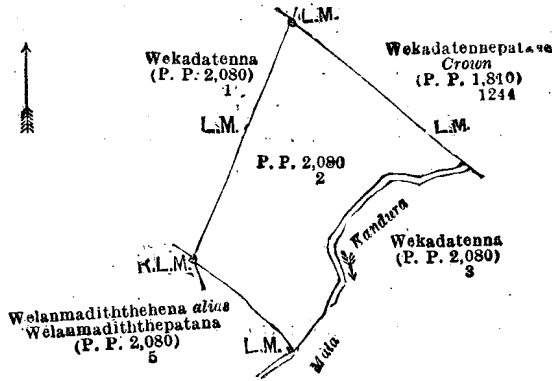 L.M.
Wekadatenna
(P. P. 2,080)
1
Wekadatennepatane
Crown
(P. P. 1,810)
1244
L.M.
L.M.
P. P. 2,080
2
Kandura
Wekadatenna
(P. P. 2,080)
3
R.L.M.
Welanmadiththehena alias
Welanmadiththepatana
(P. P. 2,080)
5
L.M.
Mala